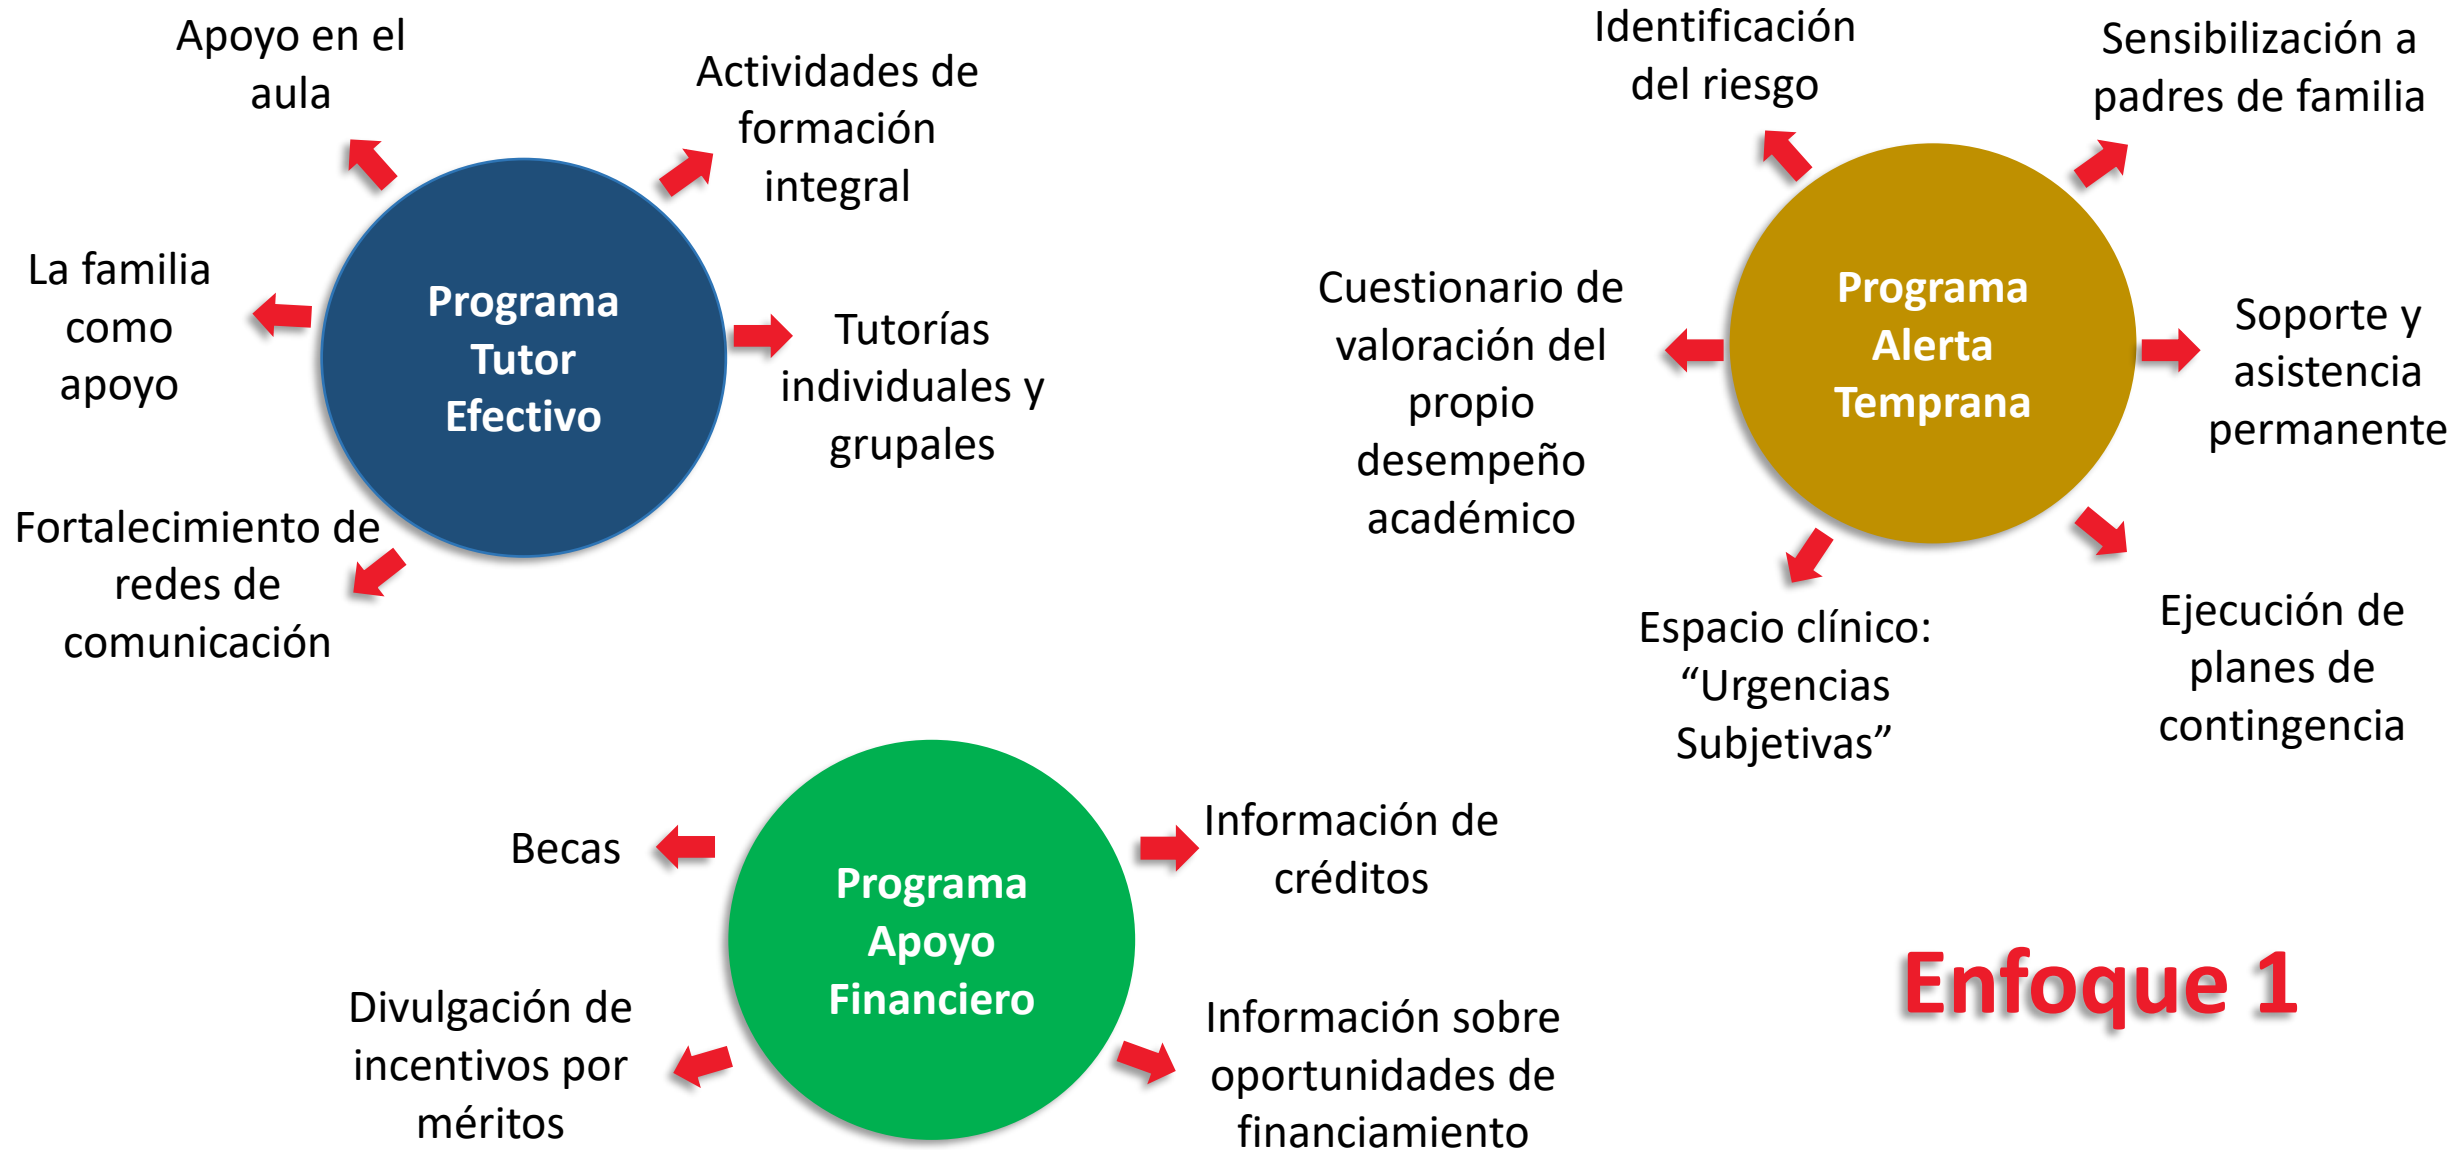 Apoyo en el
aula
Actividades de
formación
integral
La familia
como
apoyo
Programa
Tutor
Efectivo
Tutorías
individuales y
grupales
Fortalecimiento de
redes de
comunicación
Identificación
del riesgo
Sensibilización a
padres de familia
Cuestionario de
valoración del
propio
desempeño
académico
Programa
Alerta
Temprana
Soporte y
asistencia
permanente
Espacio clínico:
“Urgencias
Subjetivas”
Ejecución de
planes de
contingencia
Becas
Programa
Apoyo
Financiero
Información de
créditos
Divulgación de
incentivos por
méritos
Información sobre
oportunidades de
financiamiento
Enfoque 1